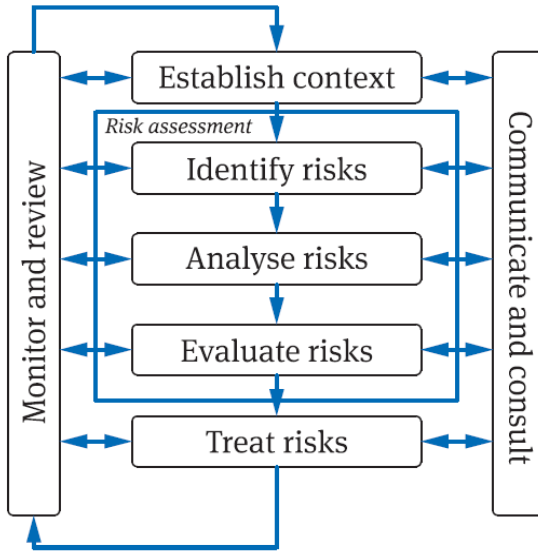 Establish context
Risk assessment
Identify risks
Analyse risks
Evaluate risks
Treat risks
Monitor and review
Communicate and consult